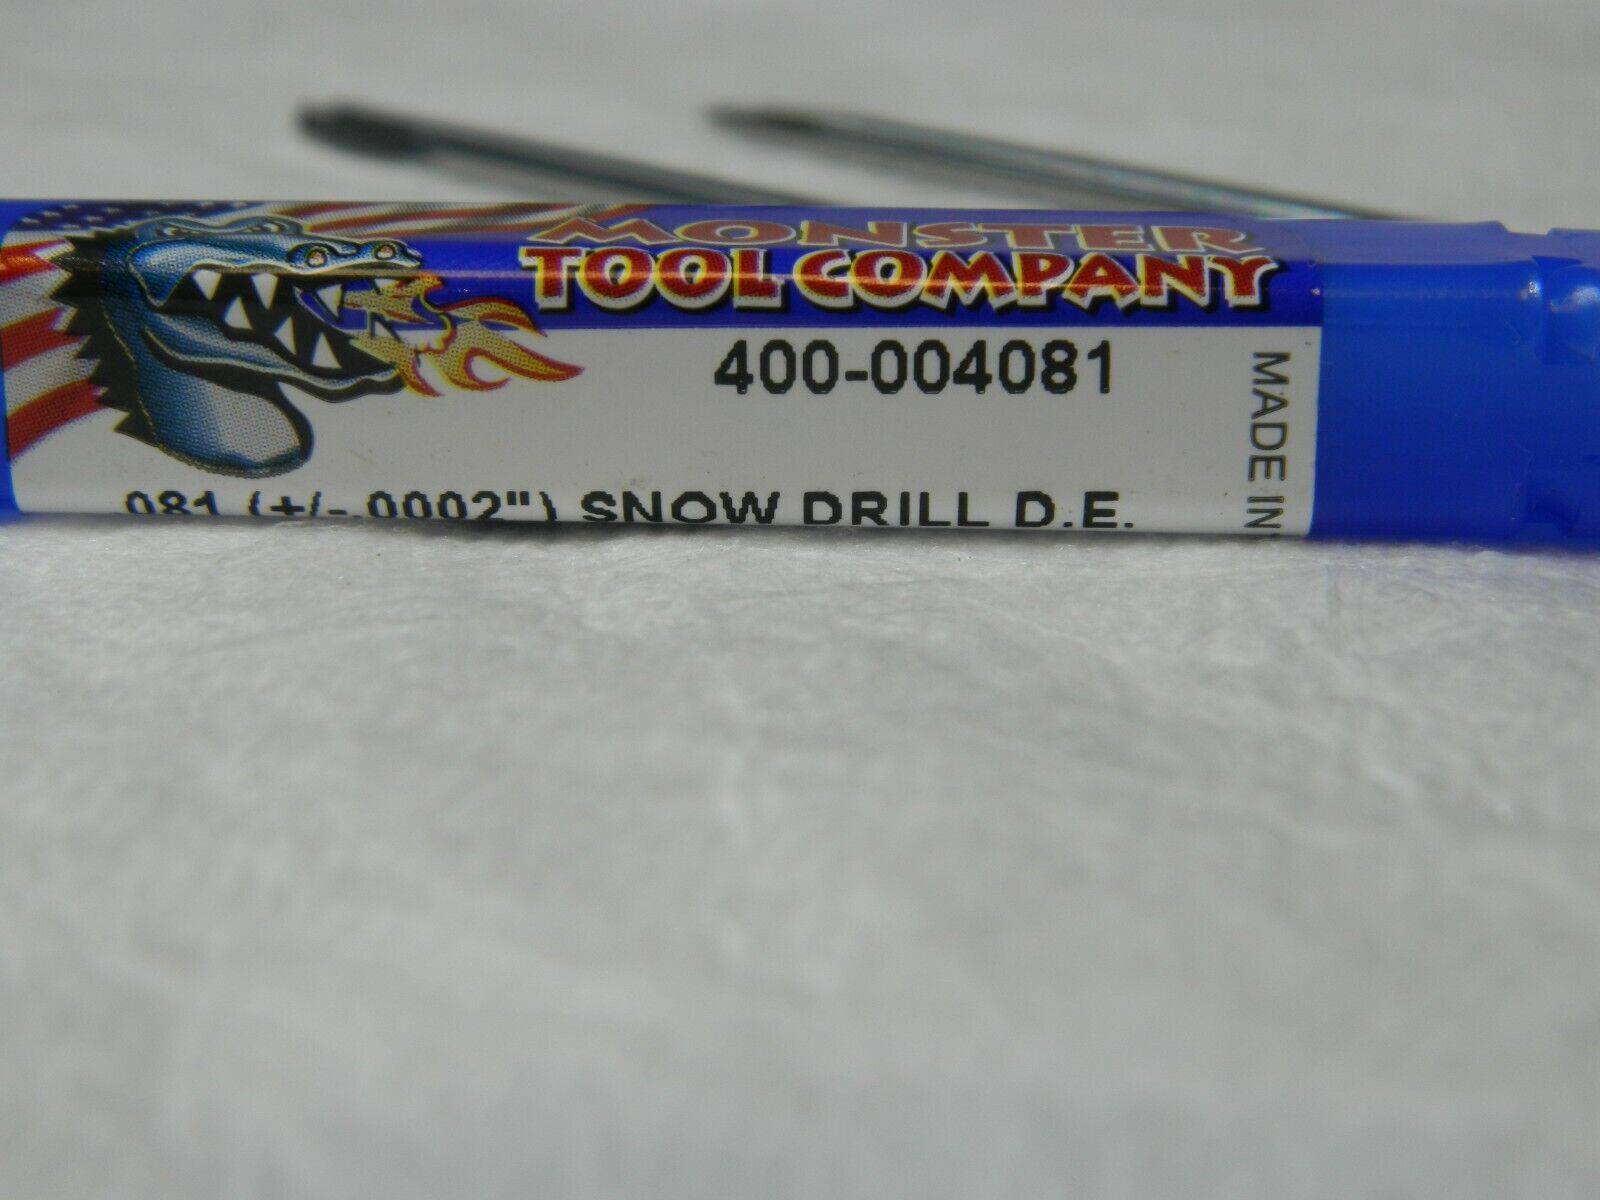 MONSTER
TOOL COMPANY
400-004081
.081 (+/-.0002") SNOW DRILL D.E.
MADE IN